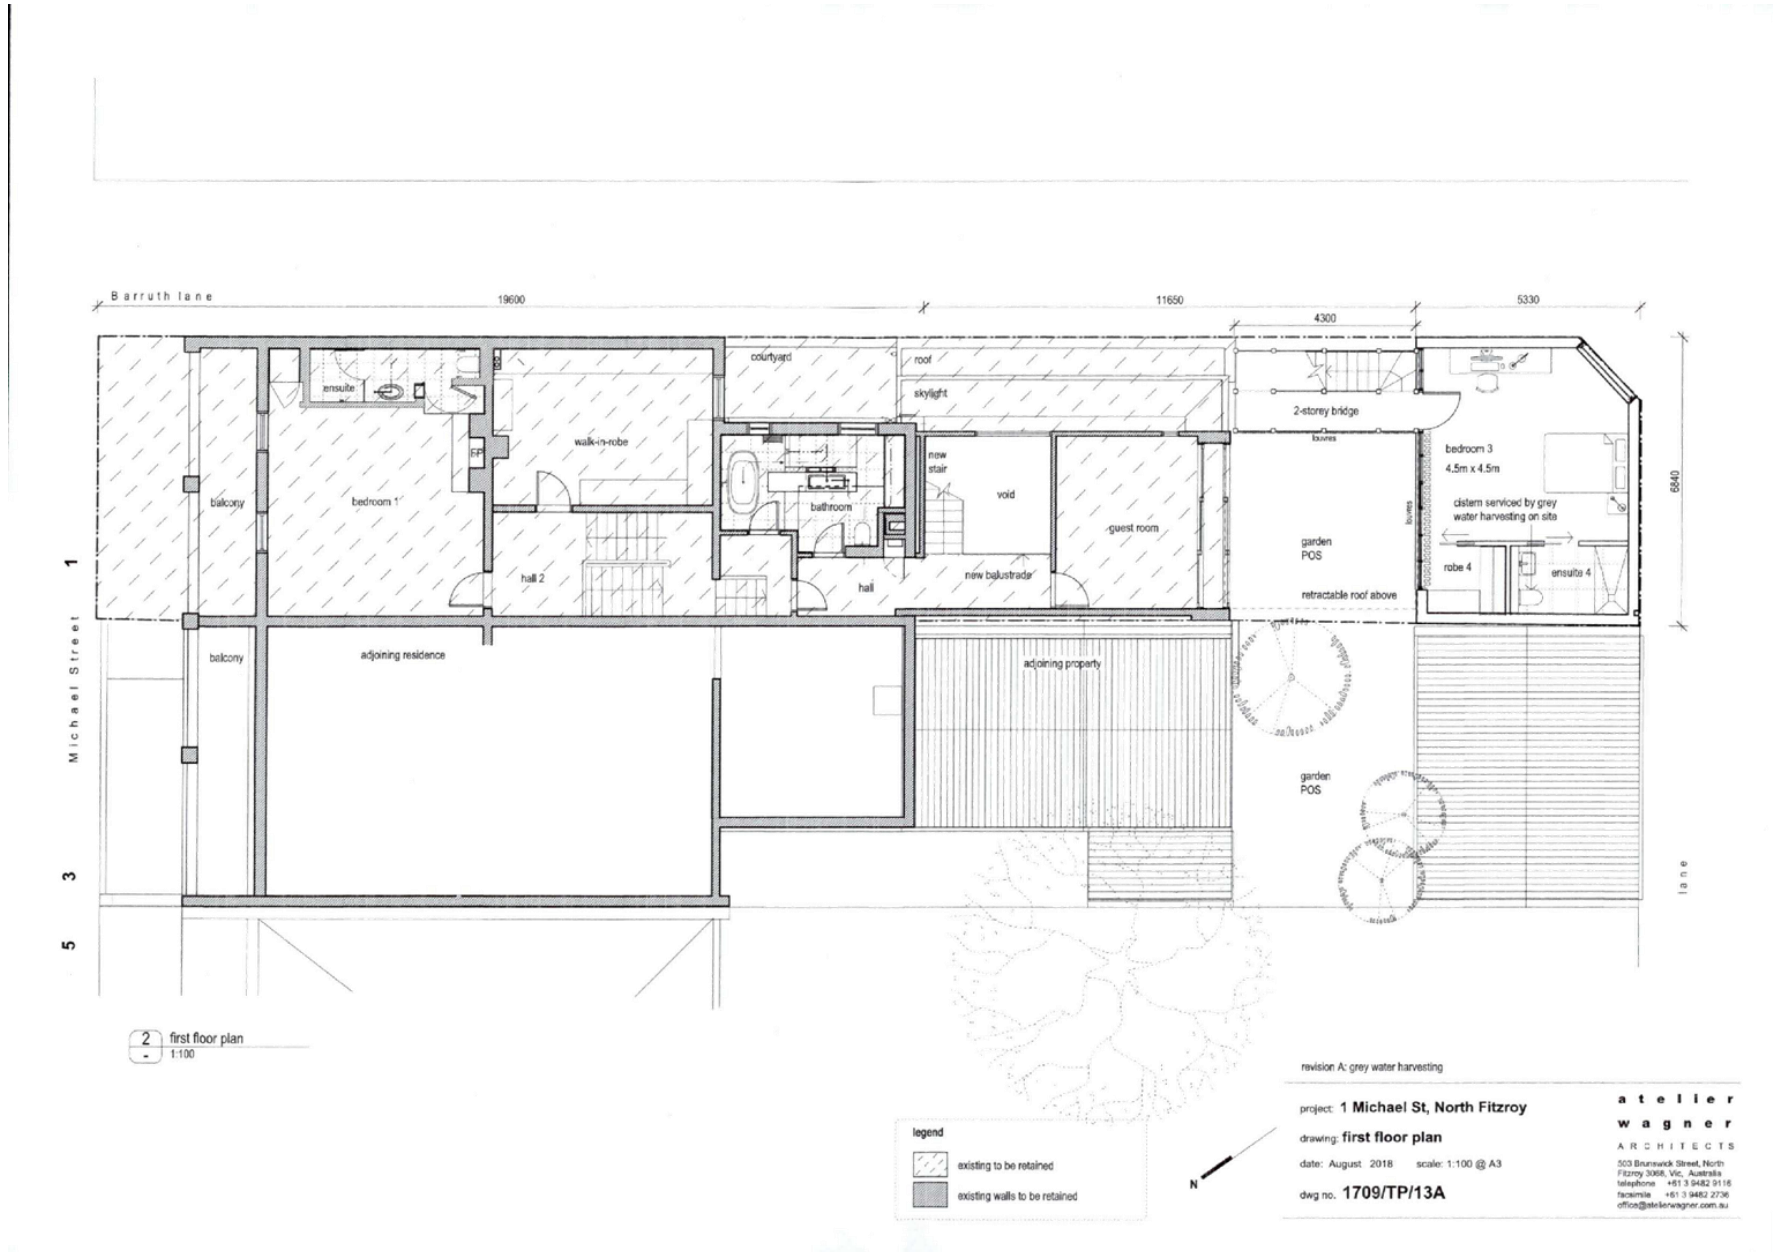 Barruth lane
19600
11650
5330
4300
courtyard
roof
skylight
ensuite
2-storey bridge
louvres
walk-in-robe
FP
new
stair
bedroom 3
4.5m x 4.5m
6840
balcony
bedroom 1
bathroom
void
guest room
louvres
cistern serviced by grey
water harvesting on site
garden
POS
1
hall 2
hall
new balustrade
robe 4
ensuite 4
retractable roof above
Michael Street
balcony
adjoining residence
adjoining property
garden
POS
3
lane
5
2
-
first floor plan
1:100
revision A: grey water harvesting
legend
existing to be retained
existing walls to be retained
N
project: 1 Michael St, North Fitzroy
drawing: first floor plan
date: August 2018 scale: 1:100 @ A3
dwg no. 1709/TP/13A
atelier
wagner
ARCHITECTS
503 Brunswick Street, North
Fitzroy 3068, Vic, Australia
telephone +61 3 9482 9116
facsimile +61 3 9482 2736
office@atelierwagner.com.au